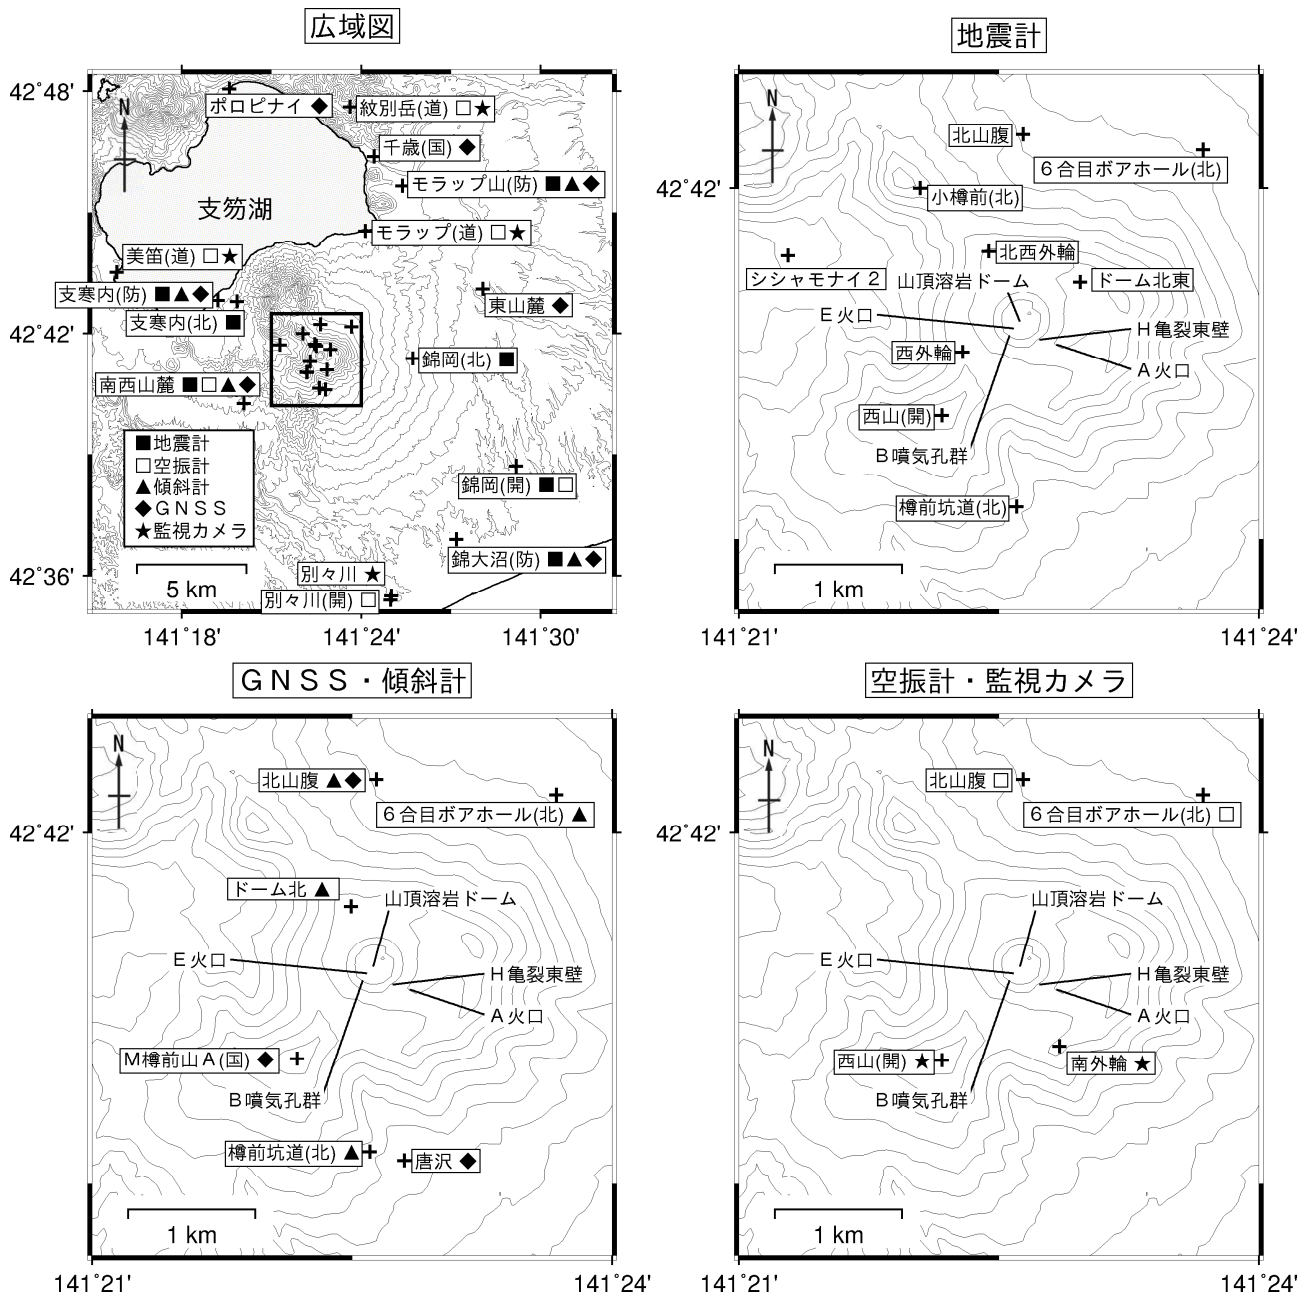 広域図
42°48'
42°42'
42°36'
141°18'
141°24'
141°30'
N
ポロピナイ ◆
紋別岳(道) □★
千歳(国) ◆
モラップ山(防) ■▲◆
支笏湖
モラップ(道) □★
美笛(道) □★
支寒内(防) ■▲◆
東山麓 ◆
支寒内(北) ■
錦岡(北) ■
南西山麓 ■□▲◆
■地震計
□空振計
▲傾斜計
◆ＧＮＳＳ
★監視カメラ
錦岡(開) ■□
錦大沼(防) ■▲◆
別々川 ★
別々川(開) □
5 km
地震計
42°42'
141°21'
141°24'
N
北山腹
６合目ボアホール(北)
小樽前(北)
北西外輪
シシャモナイ２
山頂溶岩ドーム
ドーム北東
Ｅ火口
Ｈ亀裂東壁
西外輪
Ａ火口
西山(開)
Ｂ噴気孔群
樽前坑道(北)
1 km
ＧＮＳＳ・傾斜計
42°42'
141°21'
141°24'
N
北山腹 ▲◆
６合目ボアホール(北) ▲
ドーム北 ▲
山頂溶岩ドーム
Ｅ火口
Ｈ亀裂東壁
Ａ火口
Ｍ樽前山Ａ(国) ◆
Ｂ噴気孔群
樽前坑道(北) ▲
唐沢 ◆
1 km
空振計・監視カメラ
42°42'
141°21'
141°24'
N
北山腹 □
６合目ボアホール(北) □
山頂溶岩ドーム
Ｅ火口
Ｈ亀裂東壁
Ａ火口
西山(開) ★
南外輪 ★
Ｂ噴気孔群
1 km